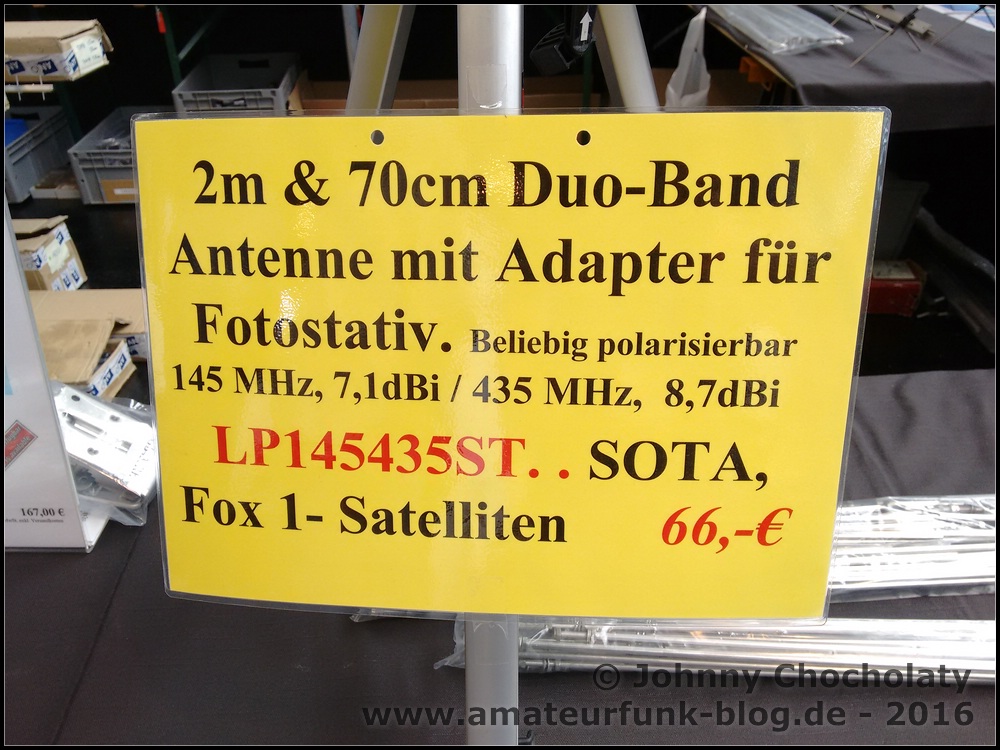 2m & 70cm Duo-Band
Antenne mit Adapter für
Fotostativ. Beliebig polarisierbar
145 MHz, 7,1dBi / 435 MHz, 8,7dBi
LP145435ST. . SOTA,
Fox 1- Satelliten 66,-€
167,00 €
© Johnny Chocholaty
www.amateurfunk-blog.de - 2016